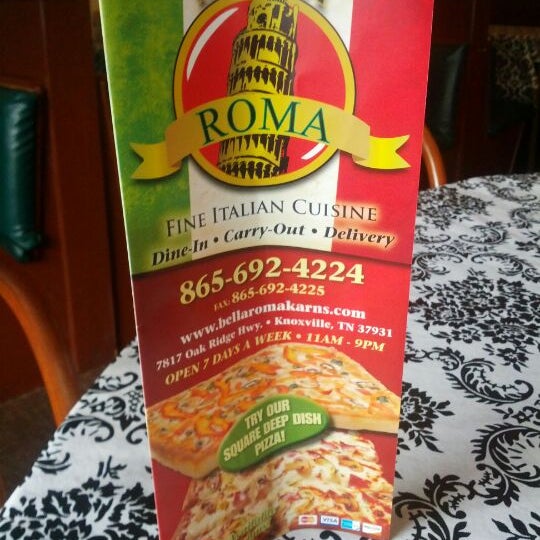 ROMA
FINE ITALIAN CUISINE
Dine-In • Carry-Out • Delivery
865-692-4224
FAX: 865-692-4225
www.bellaromakarns.com
7817 Oak Ridge Hwy. • Knoxville, TN 37931
OPEN 7 DAYS A WEEK • 11AM - 9PM
TRY OUR
SQUARE DEEP DISH
PIZZA!
VISA